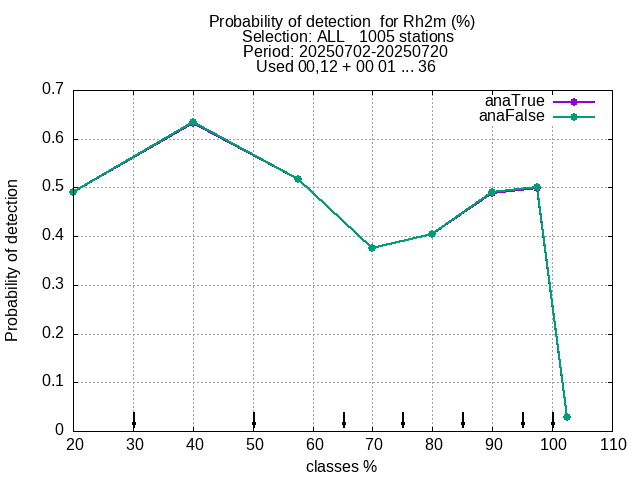 Probability of detection  for Rh2m (%)
Selection: ALL   1005 stations
Period: 20250702-20250720
Used 00,12 + 00 01 ... 36
anaTrue
anaFalse
Probability of detection
0.7
0.6
0.5
0.4
0.3
0.2
0.1
0
20 30 40 50 60 70 80 90 100 110
classes %